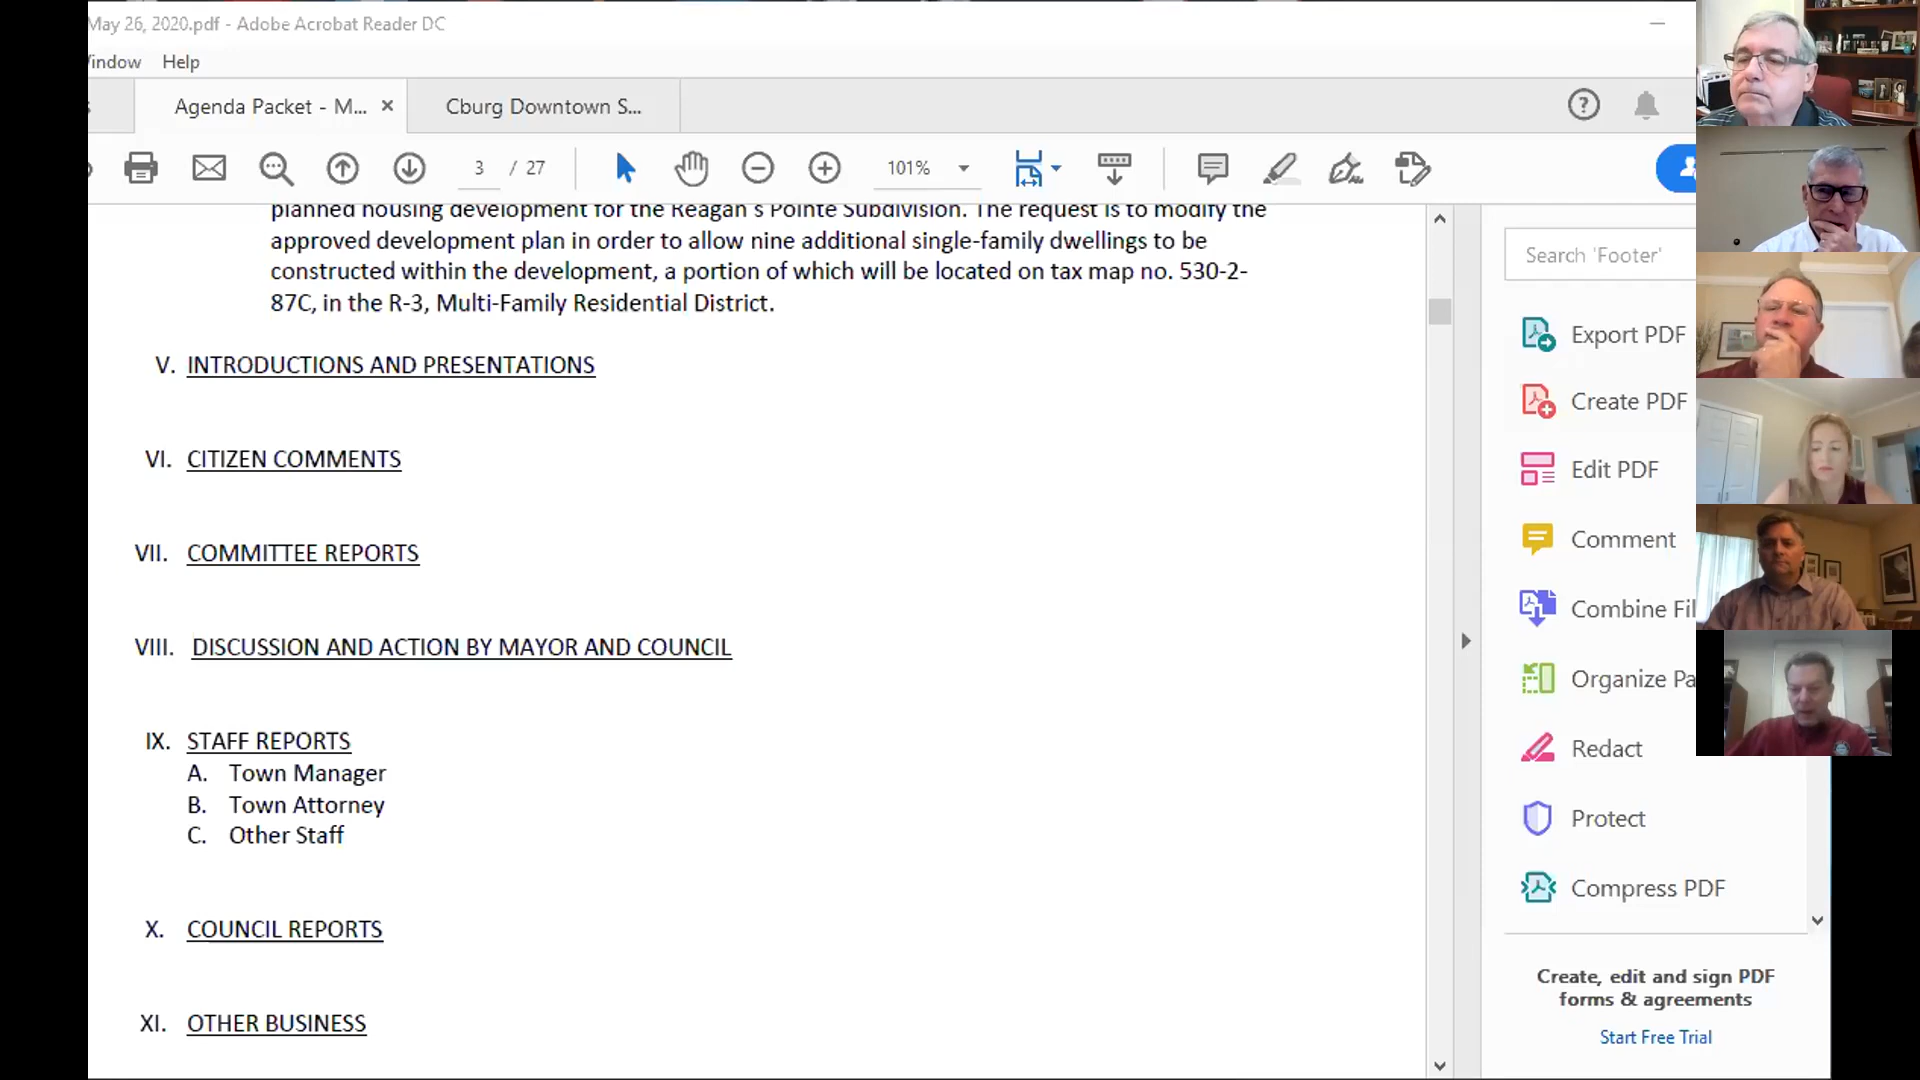 May 26, 2020.pdf - Adobe Acrobat Reader DC
Window Help
Agenda Packet - M... ×
Cburg Downtown S...
3 / 27
101%
planned housing development for the Reagan's Pointe Subdivision. The request is to modify the
approved development plan in order to allow nine additional single-family dwellings to be
constructed within the development, a portion of which will be located on tax map no. 530-2-
87C, in the R-3, Multi-Family Residential District.
V. INTRODUCTIONS AND PRESENTATIONS
VI. CITIZEN COMMENTS
VII. COMMITTEE REPORTS
VIII. DISCUSSION AND ACTION BY MAYOR AND COUNCIL
IX. STAFF REPORTS
A. Town Manager
B. Town Attorney
C. Other Staff
X. COUNCIL REPORTS
XI. OTHER BUSINESS
Search 'Footer'
Export PDF
Create PDF
Edit PDF
Comment
Combine Fil
Organize Pa
Redact
Protect
Compress PDF
Create, edit and sign PDF
forms & agreements
Start Free Trial